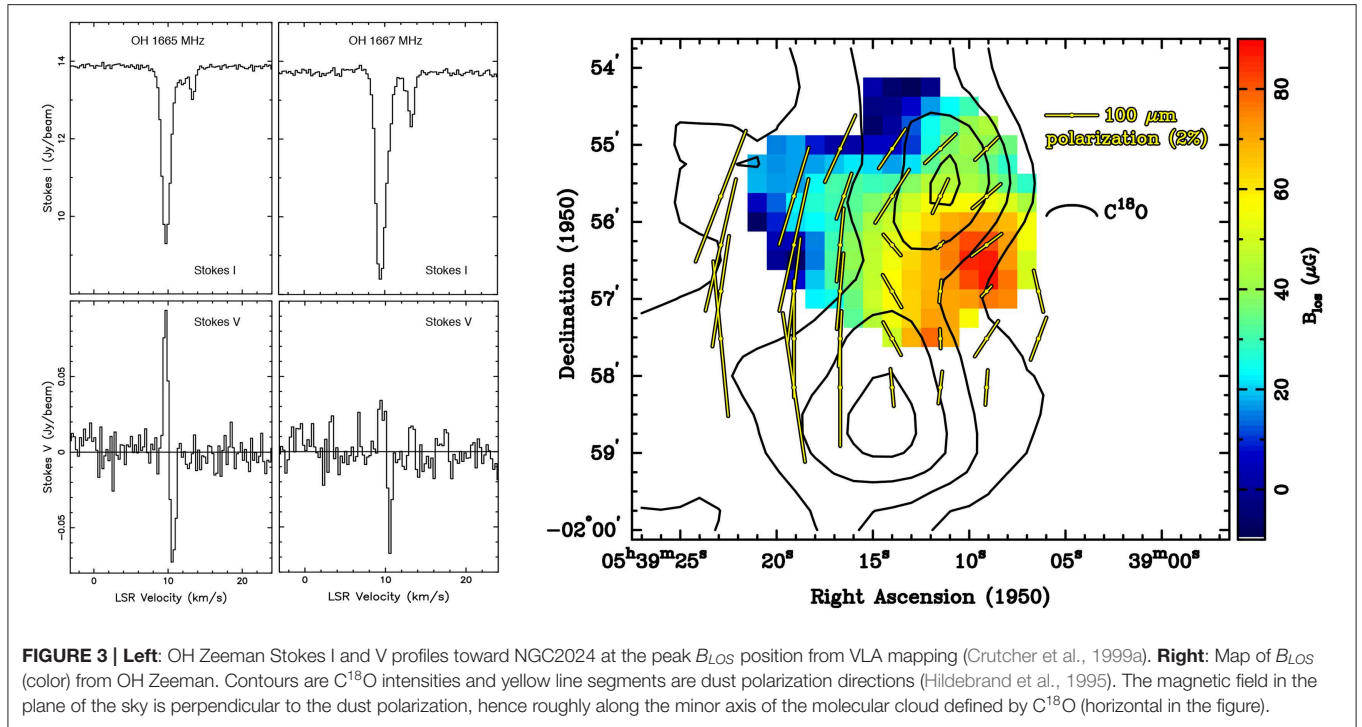 OH 1665 MHz
OH 1667 MHz
14
12
10
Stokes I (Jy/beam)
Stokes I
Stokes I
Stokes V
Stokes V
0.05
0
-0.05
Stokes V (Jy/beam)
0 10 20
0 10 20
LSR Velocity (km/s)
LSR Velocity (km/s)
54′
55′
56′
57′
58′
59′
-02°00′
Declination (1950)
100 μm
polarization (2%)
C¹⁸O
05ʰ39ᵐ25ˢ 20ˢ 15ˢ 10ˢ 05ˢ 39ᵐ00ˢ
Right Ascension (1950)
80
60
40
20
0
B_los (μG)
FIGURE 3 | Left: OH Zeeman Stokes I and V profiles toward NGC2024 at the peak B_LOS position from VLA mapping (Crutcher et al., 1999a). Right: Map of B_LOS
(color) from OH Zeeman. Contours are C¹⁸O intensities and yellow line segments are dust polarization directions (Hildebrand et al., 1995). The magnetic field in the
plane of the sky is perpendicular to the dust polarization, hence roughly along the minor axis of the molecular cloud defined by C¹⁸O (horizontal in the figure).